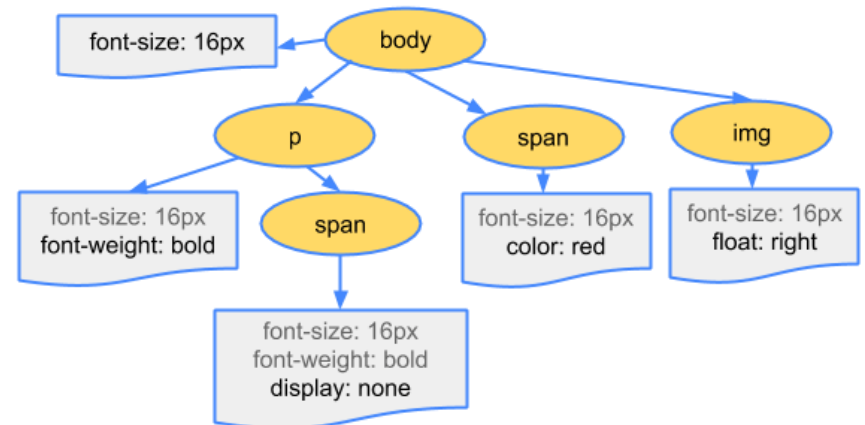 font-size: 16px
body
p
span
img
font-size: 16px
font-weight: bold
span
font-size: 16px
color: red
font-size: 16px
float: right
font-size: 16px
font-weight: bold
display: none